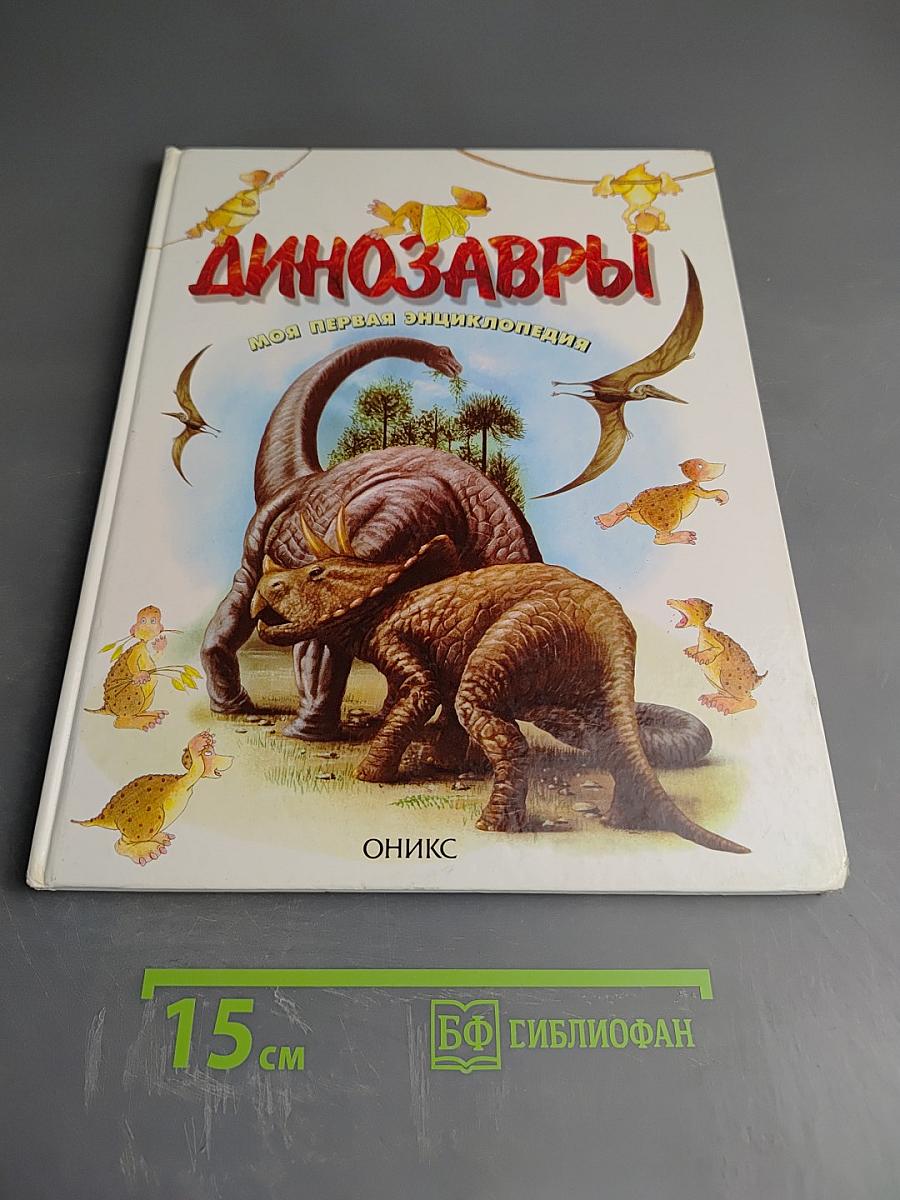 ДИНОЗАВРЫ
МОЯ ПЕРВАЯ ЭНЦИКЛОПЕДИЯ
ОНИКС
15 см
БФ БИБЛИОФАН